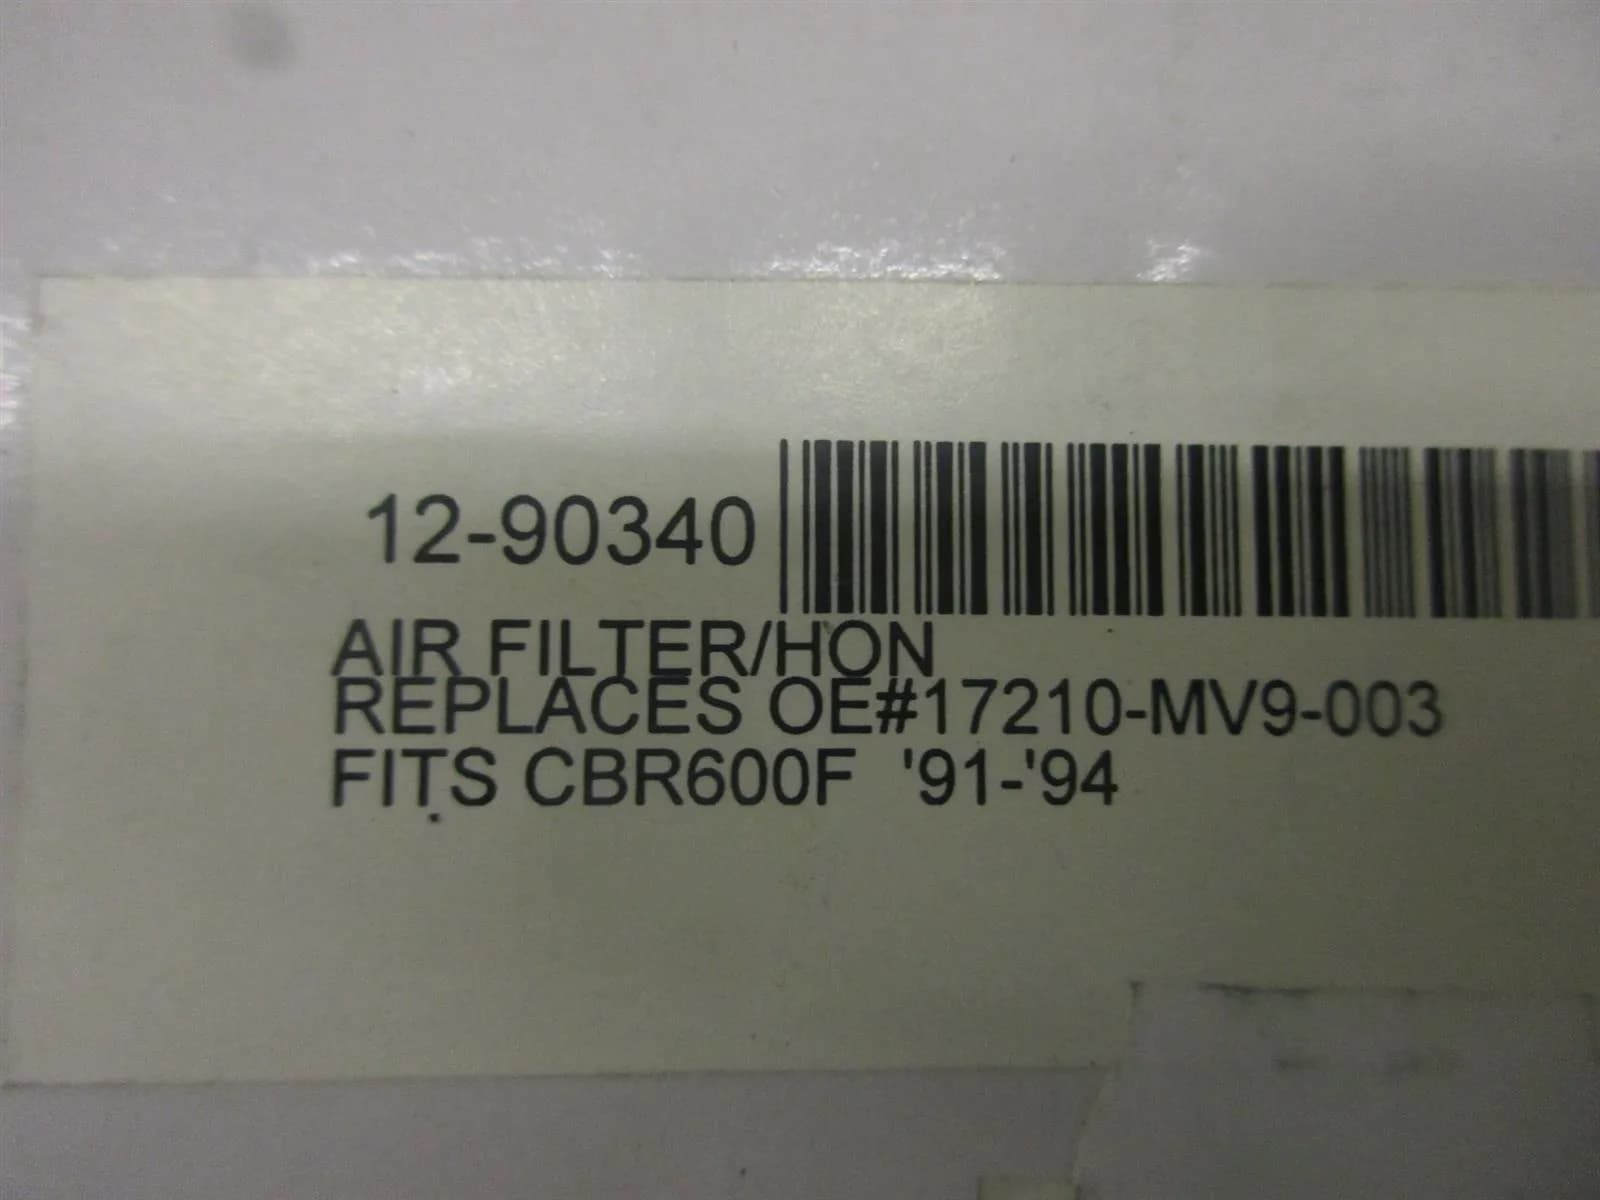 12-90340
AIR FILTER/HON
REPLACES OE#17210-MV9-003
FITS CBR600F '91-'94